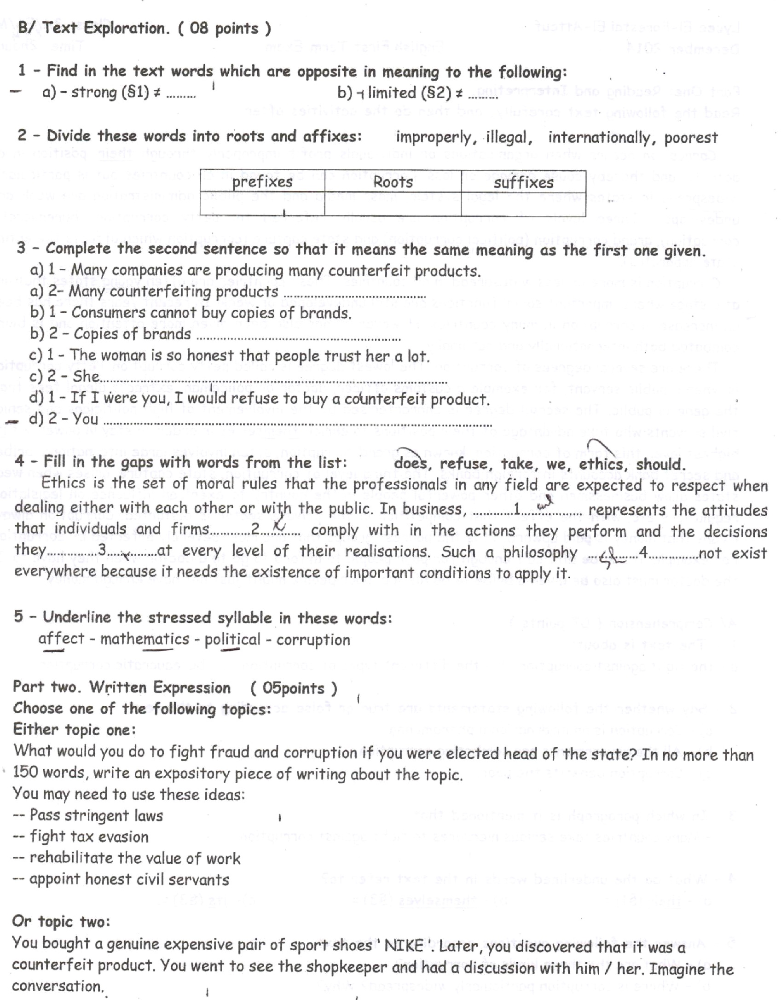 B/ Text Exploration. ( 08 points )
1 - Find in the text words which are opposite in meaning to the following:
a) - strong (§1) ≠ ......... b) - limited (§2) ≠ .........
2 - Divide these words into roots and affixes: improperly, illegal, internationally, poorest
prefixes Roots suffixes
3 - Complete the second sentence so that it means the same meaning as the first one given.
a) 1 - Many companies are producing many counterfeit products.
a) 2- Many counterfeiting products ..........................................
b) 1 - Consumers cannot buy copies of brands.
b) 2 - Copies of brands ............................................................
c) 1 - The woman is so honest that people trust her a lot.
c) 2 - She......................................................................................................
d) 1 - If I were you, I would refuse to buy a counterfeit product.
d) 2 - You ..................................................................................................................
4 - Fill in the gaps with words from the list: does, refuse, take, we, ethics, should.
Ethics is the set of moral rules that the professionals in any field are expected to respect when
dealing either with each other or with the public. In business, ...........1.............. represents the attitudes
that individuals and firms...........2........... comply with in the actions they perform and the decisions
they.............3..............at every level of their realisations. Such a philosophy .............4..............not exist
everywhere because it needs the existence of important conditions to apply it.
5 - Underline the stressed syllable in these words:
affect - mathematics - political - corruption
Part two. Written Expression ( 05points )
Choose one of the following topics:
Either topic one:
What would you do to fight fraud and corruption if you were elected head of the state? In no more than
150 words, write an expository piece of writing about the topic.
You may need to use these ideas:
-- Pass stringent laws
-- fight tax evasion
-- rehabilitate the value of work
-- appoint honest civil servants
Or topic two:
You bought a genuine expensive pair of sport shoes NIKE . Later, you discovered that it was a
counterfeit product. You went to see the shopkeeper and had a discussion with him / her. Imagine the
conversation.